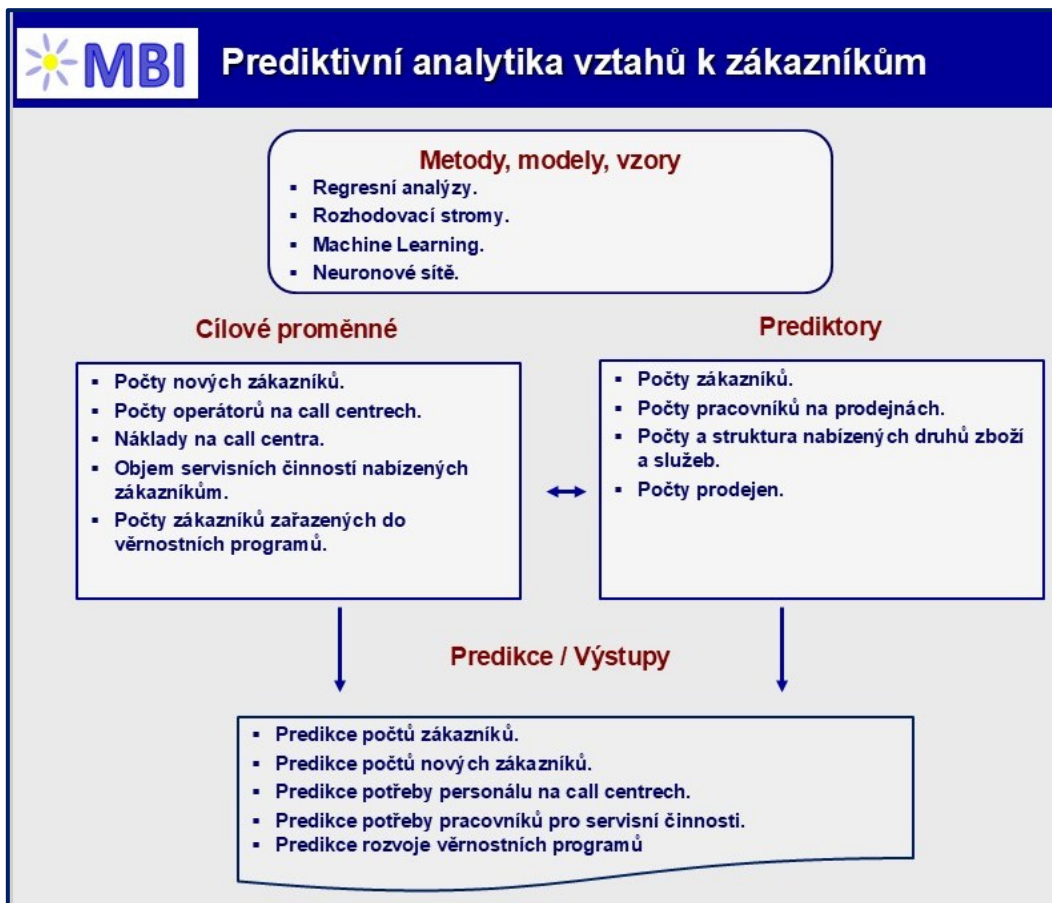 MBI
Prediktivní analytika vztahů k zákazníkům
Metody, modely, vzory
▪ Regresní analýzy.
▪ Rozhodovací stromy.
▪ Machine Learning.
▪ Neuronové sítě.
Cílové proměnné
▪ Počty nových zákazníků.
▪ Počty operátorů na call centrech.
▪ Náklady na call centra.
▪ Objem servisních činností nabízených
zákazníkům.
▪ Počty zákazníků zařazených do
věrnostních programů.
Prediktory
▪ Počty zákazníků.
▪ Počty pracovníků na prodejnách.
▪ Počty a struktura nabízených druhů zboží
a služeb.
▪ Počty prodejen.
Predikce / Výstupy
▪ Predikce počtů zákazníků.
▪ Predikce počtů nových zákazníků.
▪ Predikce potřeby personálu na call centrech.
▪ Predikce potřeby pracovníků pro servisní činnosti.
▪ Predikce rozvoje věrnostních programů